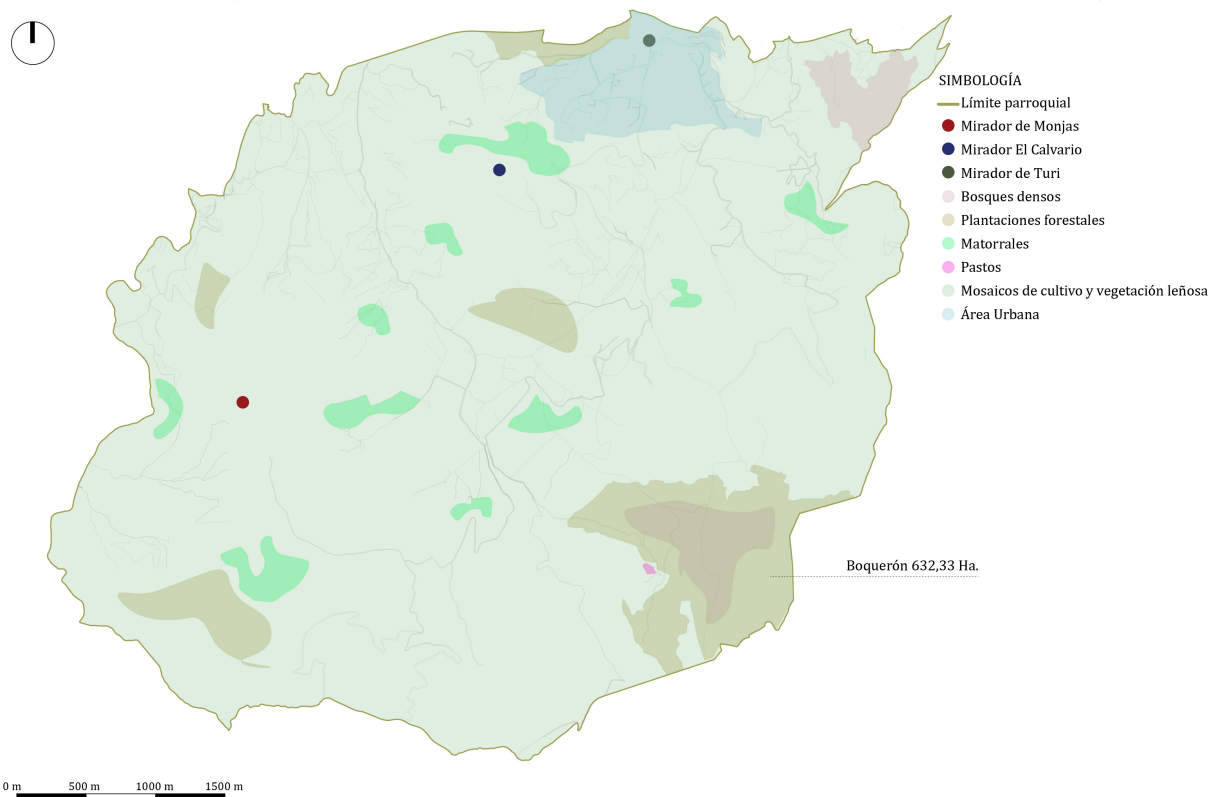 SIMBOLOGÍA
Límite parroquial
Mirador de Monjas
Mirador El Calvario
Mirador de Turi
Bosques densos
Plantaciones forestales
Matorrales
Pastos
Mosaicos de cultivo y vegetación leñosa
Área Urbana
Boquerón 632,33 Ha.
0 m 500 m 1000 m 1500 m